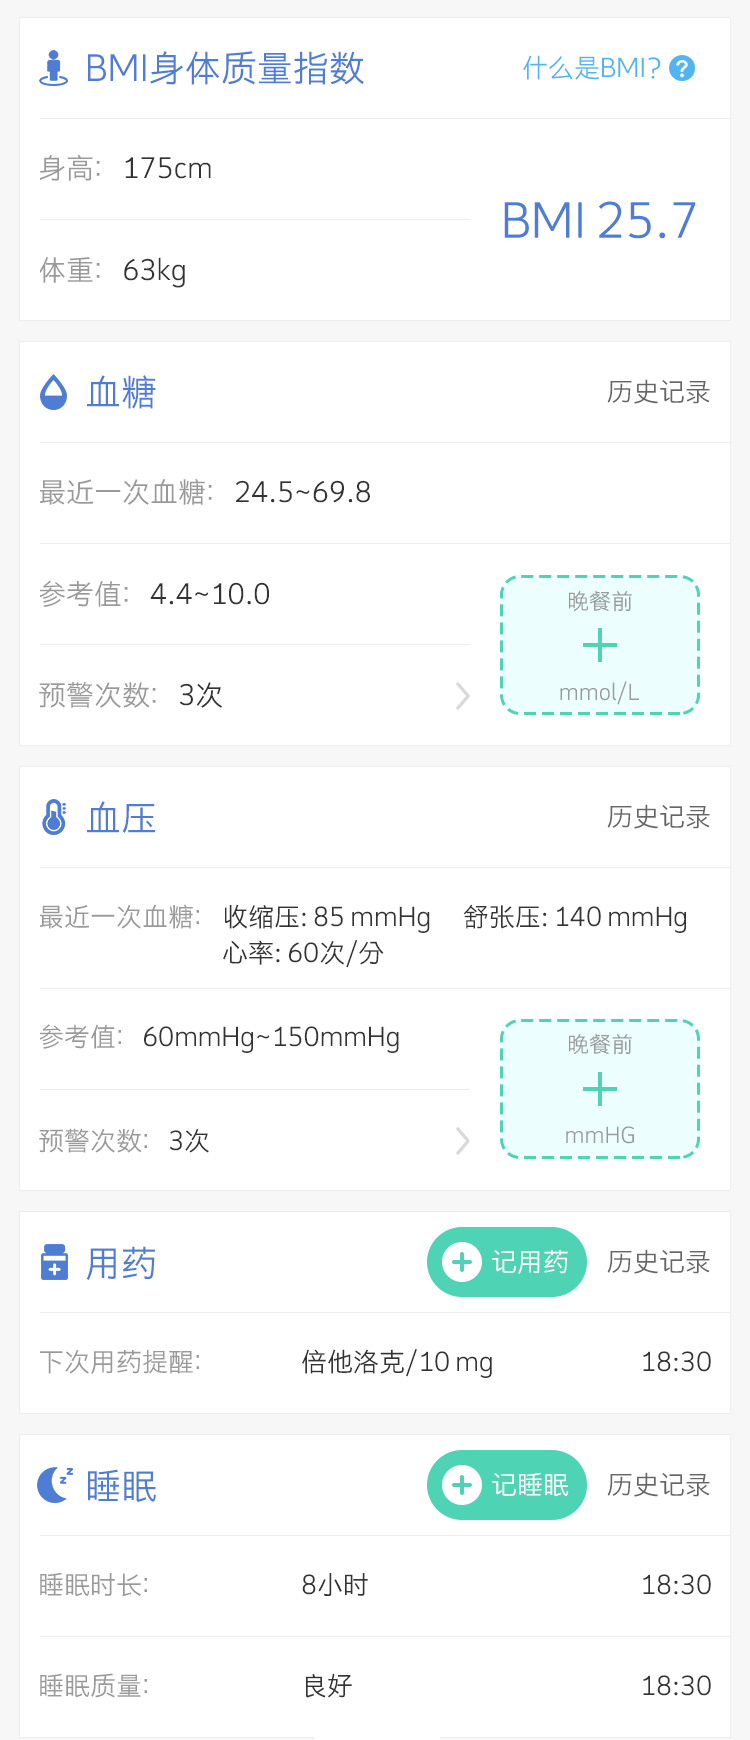 BMI身体质量指数 什么是BMI? ?
身高: 175cm
BMI 25.7
体重: 63kg
血糖 历史记录
最近一次血糖: 24.5~69.8
参考值: 4.4~10.0
晚餐前
+
mmol/L
预警次数: 3次
血压 历史记录
最近一次血糖: 收缩压: 85 mmHg 舒张压: 140 mmHg
心率: 60次/分
参考值: 60mmHg~150mmHg
晚餐前
+
mmHG
预警次数: 3次
用药 记用药 历史记录
下次用药提醒: 倍他洛克/10 mg 18:30
睡眠 记睡眠 历史记录
睡眠时长: 8小时 18:30
睡眠质量: 良好 18:30